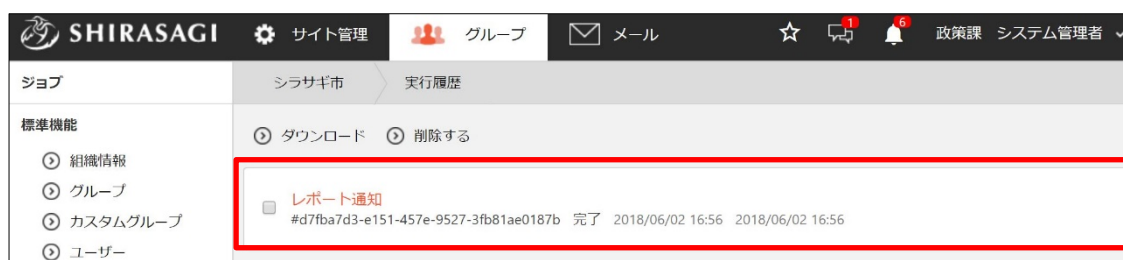 SHIRASAGI サイト管理 グループ メール 1 6 政策課 システム管理者
ジョブ シラサギ市 実行履歴
標準機能
ダウンロード 削除する
組織情報
グループ
カスタムグループ
ユーザー
レポート通知
#d7fba7d3-e151-457e-9527-3fb81ae0187b 完了 2018/06/02 16:56 2018/06/02 16:56